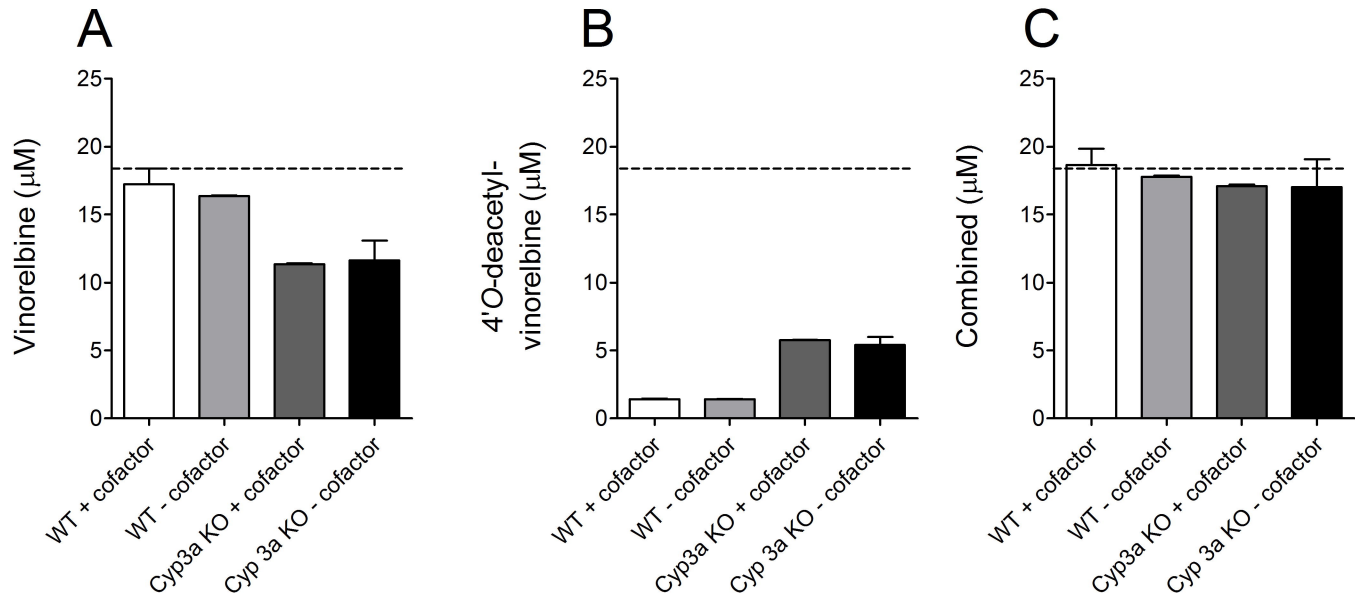 A
Vinorelbine (μM)
25
20
15
10
5
0
WT + cofactor
WT - cofactor
Cyp3a KO + cofactor
Cyp 3a KO - cofactor
B
4'O-deacetyl-
vinorelbine (μM)
25
20
15
10
5
0
WT + cofactor
WT - cofactor
Cyp3a KO + cofactor
Cyp 3a KO - cofactor
C
Combined (μM)
25
20
15
10
5
0
WT + cofactor
WT - cofactor
Cyp3a KO + cofactor
Cyp 3a KO - cofactor